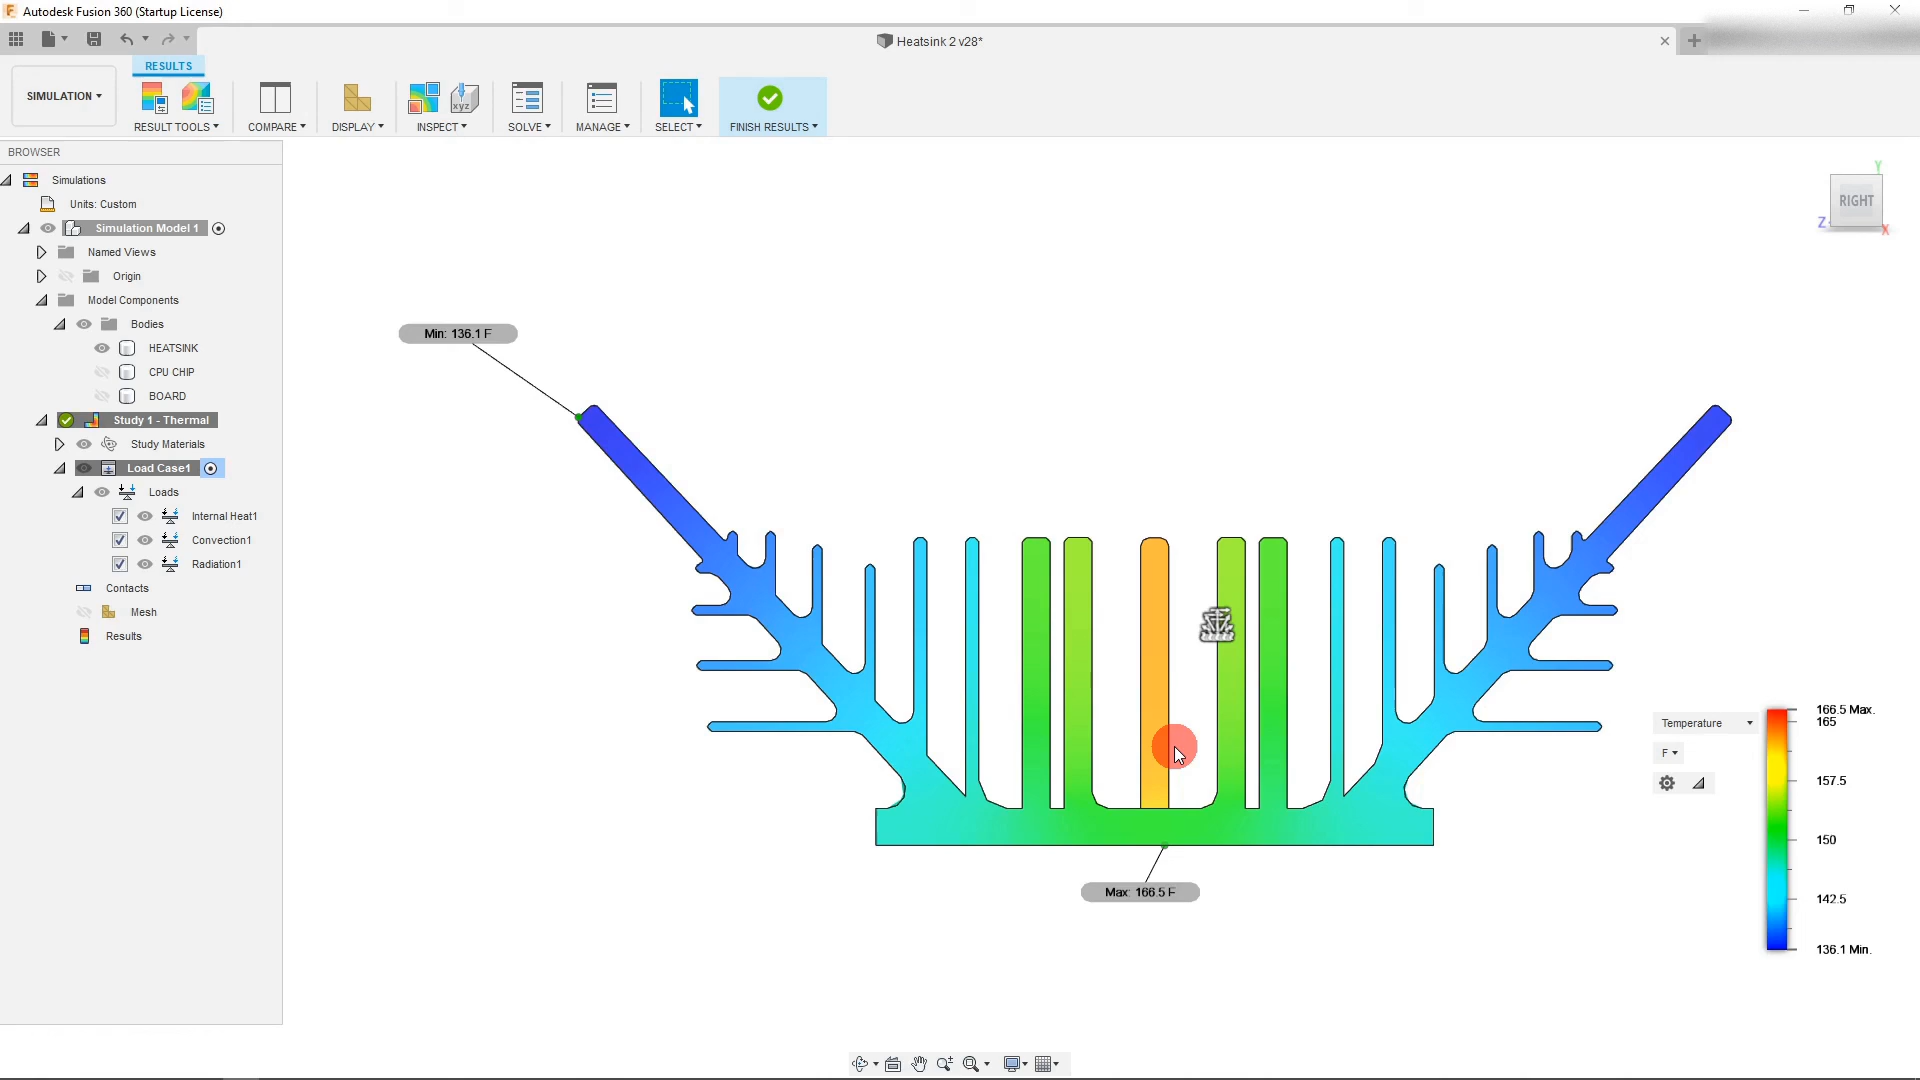 Autodesk Fusion 360 (Startup License)
Heatsink 2 v28*
RESULTS
SIMULATION
RESULT TOOLS
COMPARE
DISPLAY
INSPECT
SOLVE
MANAGE
SELECT
FINISH RESULTS
xyz
BROWSER
Simulations
Units: Custom
Simulation Model 1
Named Views
Origin
Model Components
Bodies
HEATSINK
CPU CHIP
BOARD
Study 1 - Thermal
Study Materials
Load Case1
Loads
Internal Heat1
Convection1
Radiation1
Contacts
Mesh
Results
Y
RIGHT
Z
X
Min: 136.1 F
Max: 166.5 F
Temperature
F
166.5 Max.
165
157.5
150
142.5
136.1 Min.